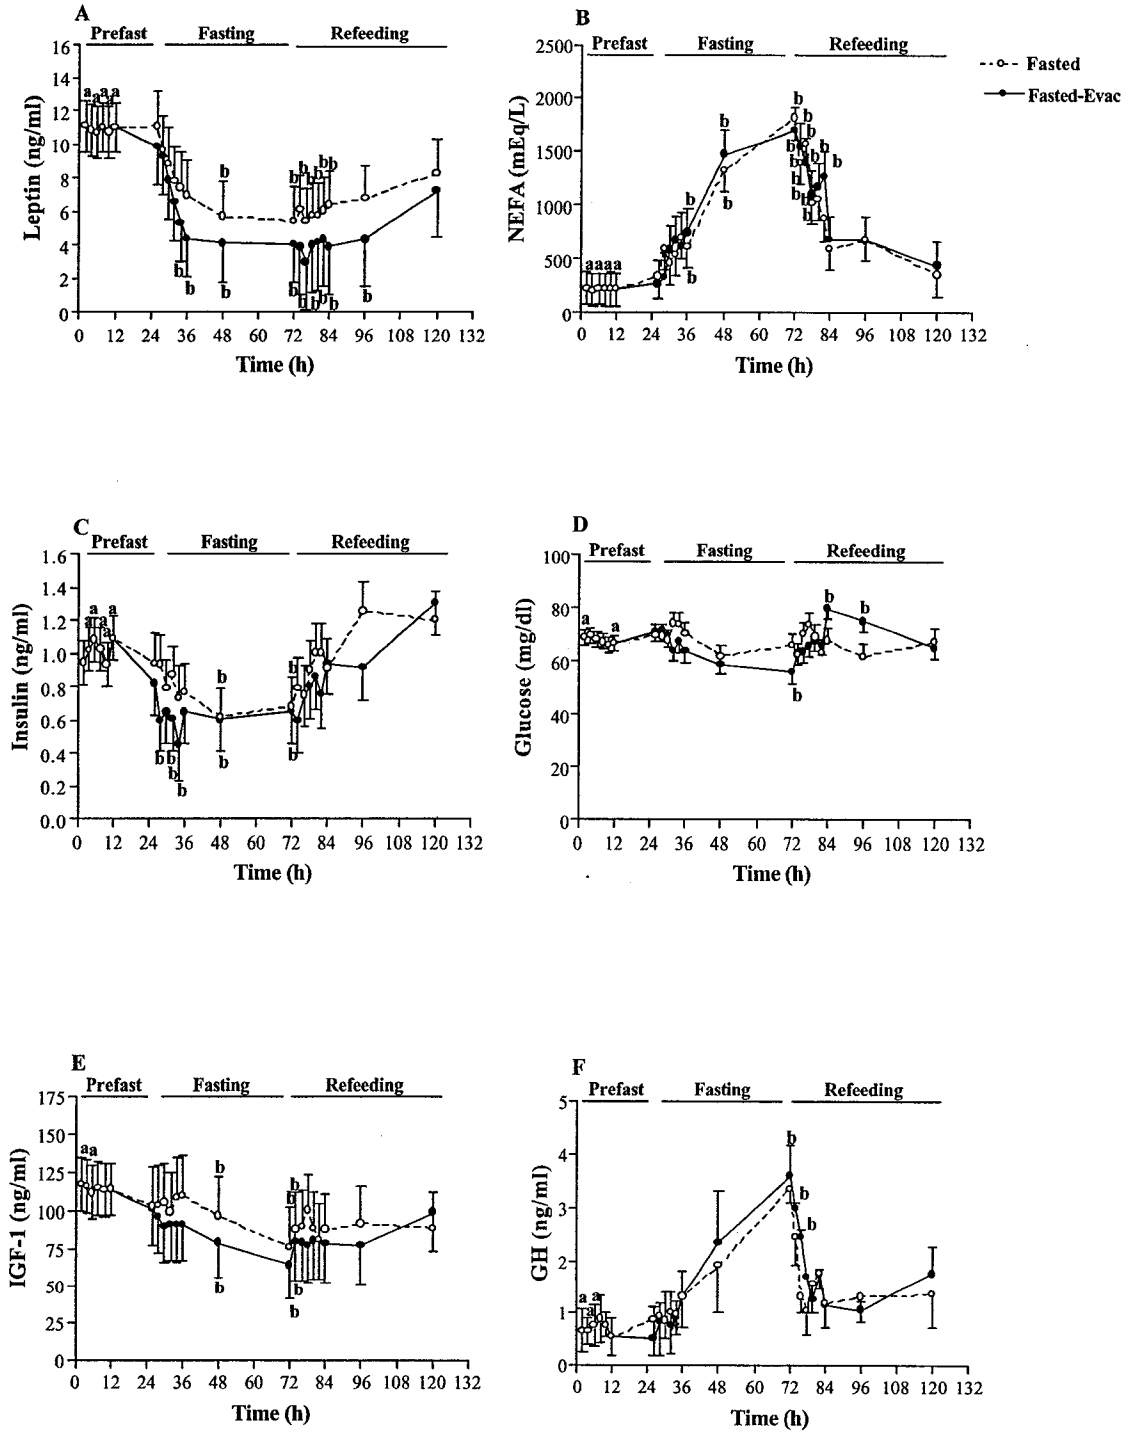 A
Prefast Fasting Refeeding
Leptin (ng/ml)
16
14
12
10
8
6
4
2
0
a a a a a
b b b b b b b
b b b b b b b b b b
0 12 24 36 48 60 72 84 96 108 120 132
Time (h)
B
Prefast Fasting Refeeding
NEFA (mEq/L)
2500
2000
1500
1000
500
0
a a a a a
b b b b b b b b
b b b b b b b
0 12 24 36 48 60 72 84 96 108 120 132
Time (h)
Fasted
Fasted-Evac
C
Prefast Fasting Refeeding
Insulin (ng/ml)
1.6
1.4
1.2
1.0
0.8
0.6
0.4
0.2
0.0
a a a a a
b b
b b b b b b
0 12 24 36 48 60 72 84 96 108 120 132
Time (h)
D
Prefast Fasting Refeeding
Glucose (mg/dl)
100
80
60
40
20
0
a a
b b
b
0 12 24 36 48 60 72 84 96 108 120 132
Time (h)
E
Prefast Fasting Refeeding
IGF-1 (ng/ml)
175
150
125
100
75
50
25
0
a a
b b b
b b b
0 12 24 36 48 60 72 84 96 108 120 132
Time (h)
F
Prefast Fasting Refeeding
GH (ng/ml)
5
4
3
2
1
0
a a a
b b b
0 12 24 36 48 60 72 84 96 108 120 132
Time (h)